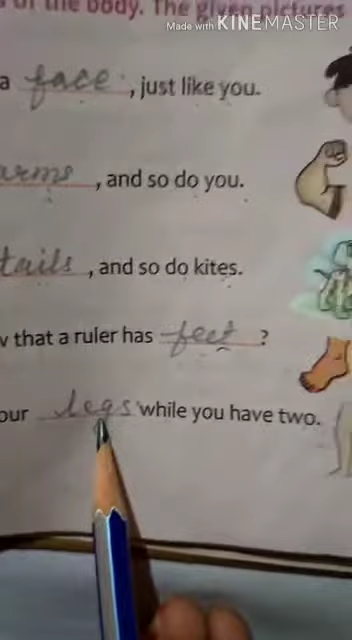 Made with KINEMASTER
of the body. The given pictures
a face, just like you.
arms, and so do you.
tails, and so do kites.
that a ruler has feet?
our legs while you have two.